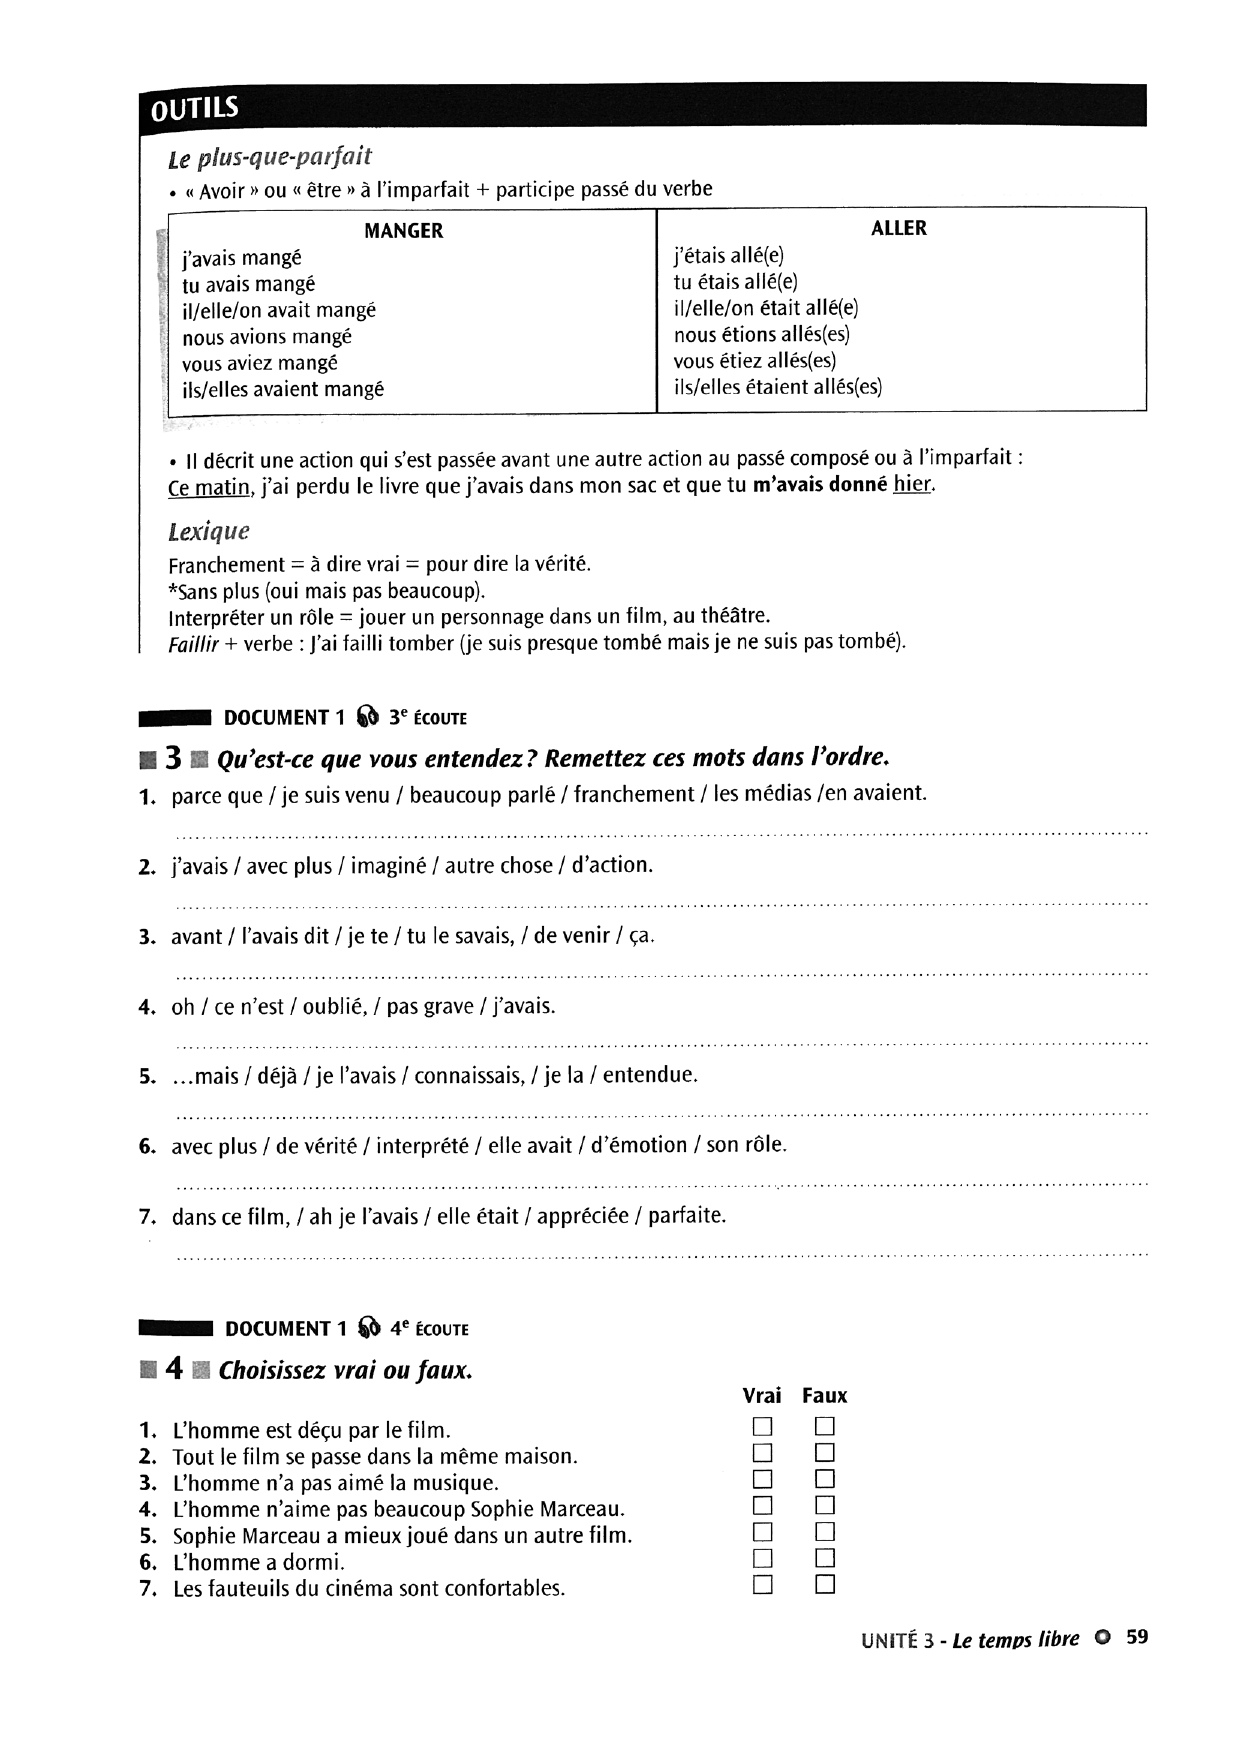 OUTILS
Le plus-que-parfait
• « Avoir » ou « être » à l'imparfait + participe passé du verbe
MANGER
j'avais mangé
tu avais mangé
il/elle/on avait mangé
nous avions mangé
vous aviez mangé
ils/elles avaient mangé
ALLER
j'étais allé(e)
tu étais allé(e)
il/elle/on était allé(e)
nous étions allés(es)
vous étiez allés(es)
ils/elles étaient allés(es)
• Il décrit une action qui s'est passée avant une autre action au passé composé ou à l'imparfait :
Ce matin, j'ai perdu le livre que j'avais dans mon sac et que tu m'avais donné hier.
Lexique
Franchement = à dire vrai = pour dire la vérité.
*Sans plus (oui mais pas beaucoup).
Interpréter un rôle = jouer un personnage dans un film, au théâtre.
Faillir + verbe : J'ai failli tomber (je suis presque tombé mais je ne suis pas tombé).
DOCUMENT 1 3e ÉCOUTE
3 Qu'est-ce que vous entendez ? Remettez ces mots dans l'ordre.
1. parce que / je suis venu / beaucoup parlé / franchement / les médias /en avaient.
2. j'avais / avec plus / imaginé / autre chose / d'action.
3. avant / l'avais dit / je te / tu le savais, / de venir / ça.
4. oh / ce n'est / oublié, / pas grave / j'avais.
5. ...mais / déjà / je l'avais / connaissais, / je la / entendue.
6. avec plus / de vérité / interprété / elle avait / d'émotion / son rôle.
7. dans ce film, / ah je l'avais / elle était / appréciée / parfaite.
DOCUMENT 1 4e ÉCOUTE
4 Choisissez vrai ou faux.
Vrai Faux
1. L'homme est déçu par le film.
2. Tout le film se passe dans la même maison.
3. L'homme n'a pas aimé la musique.
4. L'homme n'aime pas beaucoup Sophie Marceau.
5. Sophie Marceau a mieux joué dans un autre film.
6. L'homme a dormi.
7. Les fauteuils du cinéma sont confortables.
UNITÉ 3 - Le temps libre 59